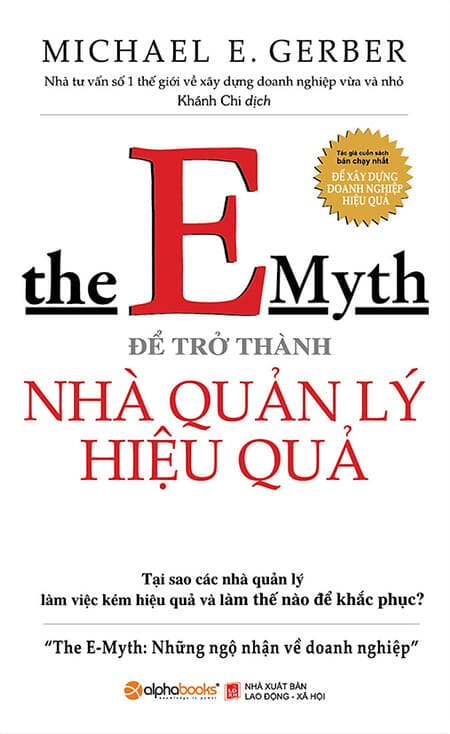 MICHAEL E. GERBER
Nhà tư vấn số 1 thế giới về xây dựng doanh nghiệp vừa và nhỏ
Khánh Chi dịch
Tác giả cuốn sách
bán chạy nhất
ĐỂ XÂY DỰNG
DOANH NGHIỆP
HIỆU QUẢ
the E Myth
ĐỂ TRỞ THÀNH
NHÀ QUẢN LÝ
HIỆU QUẢ
Tại sao các nhà quản lý
làm việc kém hiệu quả và làm thế nào để khắc phục?
“The E-Myth: Những ngộ nhận về doanh nghiệp”
alphabooks
knowledge is power
NHÀ XUẤT BẢN
LAO ĐỘNG - XÃ HỘI